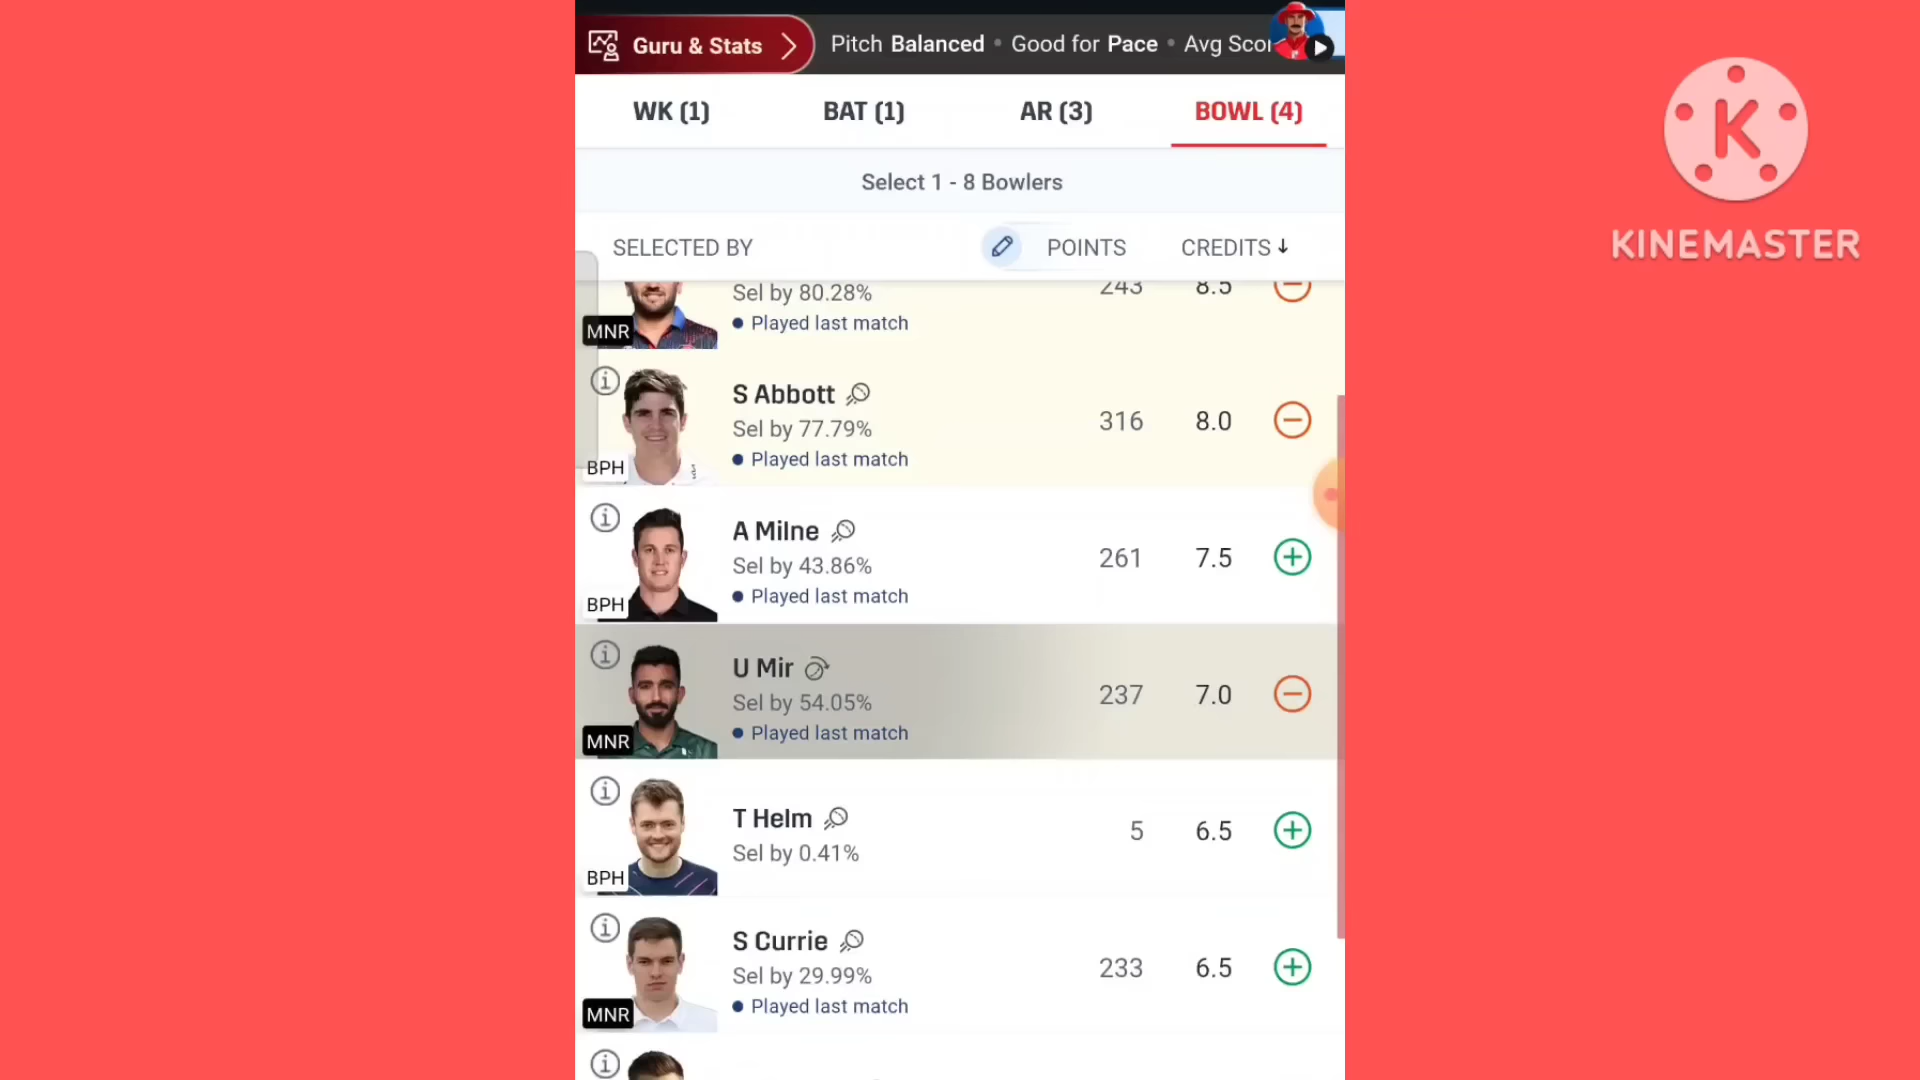 Guru & Stats
Pitch Balanced • Good for Pace • Avg Scor
WK (1) BAT (1) AR (3) BOWL (4)
Select 1 - 8 Bowlers
SELECTED BY POINTS CREDITS ↓
Sel by 80.28% 243 8.5
Played last match
MNR
S Abbott
Sel by 77.79% 316 8.0
Played last match
BPH
A Milne
Sel by 43.86% 261 7.5
Played last match
BPH
U Mir
Sel by 54.05% 237 7.0
Played last match
MNR
T Helm
Sel by 0.41% 5 6.5
BPH
S Currie
Sel by 29.99% 233 6.5
Played last match
MNR
K
KINEMASTER